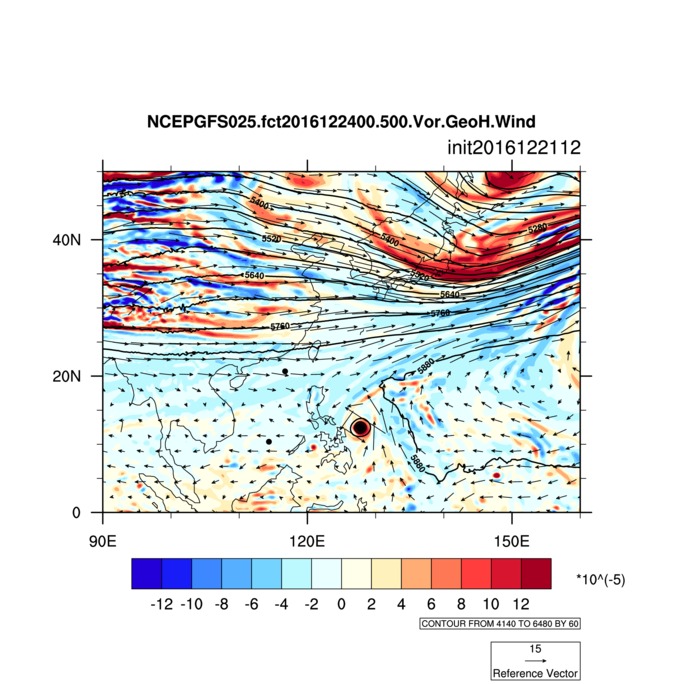 NCEPGFS025.fct2016122400.500.Vor.GeoH.Wind
init2016122112
5400
5280
5400
5520
40N
5640
5640
5760
5760
5880
20N
5880
0
90E 120E 150E
-12 -10 -8 -6 -4 -2 0 2 4 6 8 10 12
*10^(-5)
CONTOUR FROM 4140 TO 6480 BY 60
15
Reference Vector